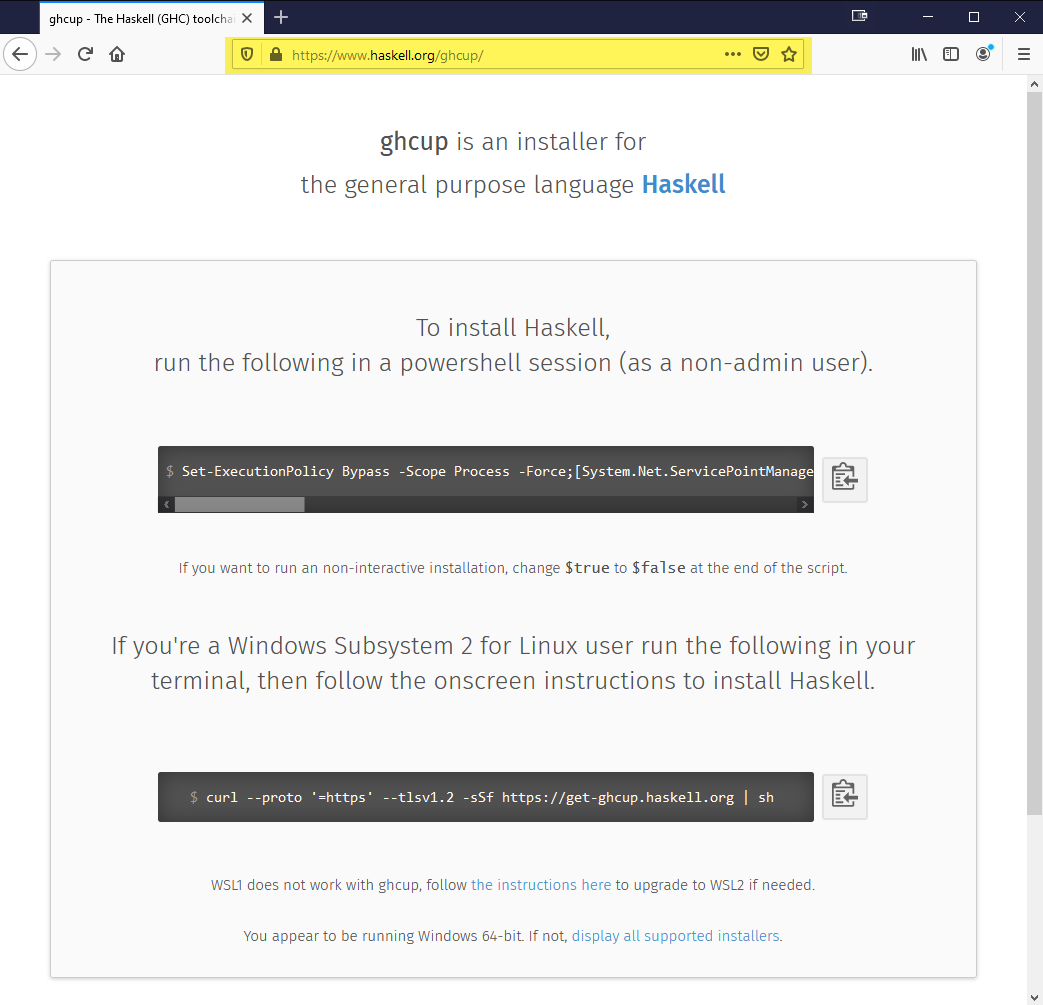 ghcup - The Haskell (GHC) toolchai
https://www.haskell.org/ghcup/
ghcup is an installer for
the general purpose language Haskell
To install Haskell,
run the following in a powershell session (as a non-admin user).
$ Set-ExecutionPolicy Bypass -Scope Process -Force;[System.Net.ServicePointManage
If you want to run an non-interactive installation, change $true to $false at the end of the script.
If you're a Windows Subsystem 2 for Linux user run the following in your
terminal, then follow the onscreen instructions to install Haskell.
$ curl --proto '=https' --tlsv1.2 -sSf https://get-ghcup.haskell.org | sh
WSL1 does not work with ghcup, follow the instructions here to upgrade to WSL2 if needed.
You appear to be running Windows 64-bit. If not, display all supported installers.